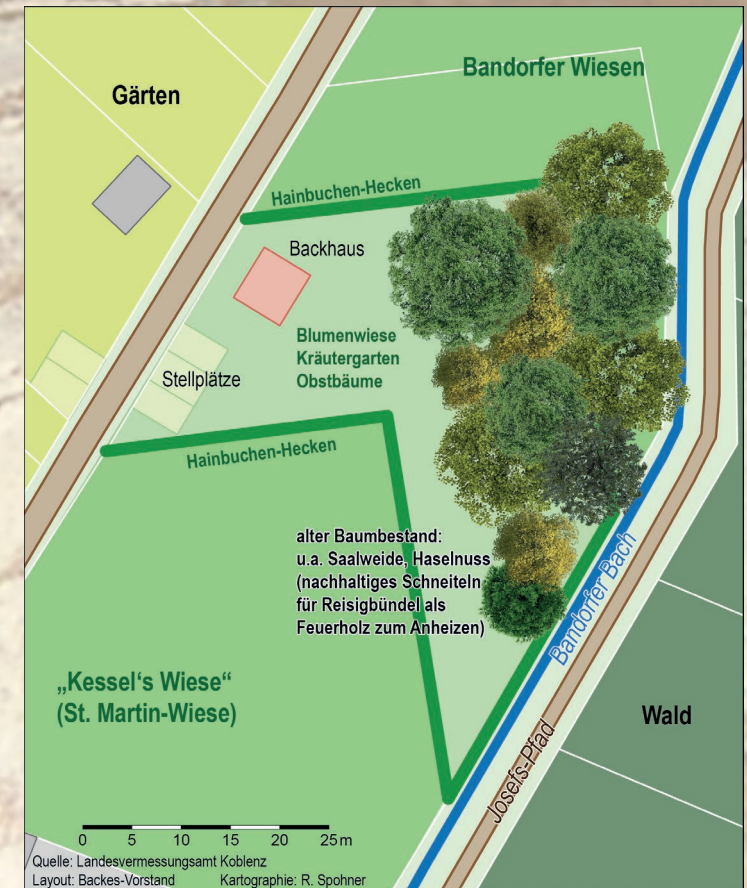 Gärten
Bandorfer Wiesen
Hainbuchen-Hecken
Backhaus
Blumenwiese
Kräutergarten
Obstbäume
Stellplätze
Hainbuchen-Hecken
alter Baumbestand:
u.a. Saalweide, Haselnuss
(nachhaltiges Schneiteln
für Reisigbündel als
Feuerholz zum Anheizen)
Bandorfer Bach
„Kessel‘s Wiese“
(St. Martin-Wiese)
Wald
Josefs-Pfad
0 5 10 15 20 25 m
Quelle: Landesvermessungsamt Koblenz
Layout: Backes-Vorstand Kartographie: R. Spohner